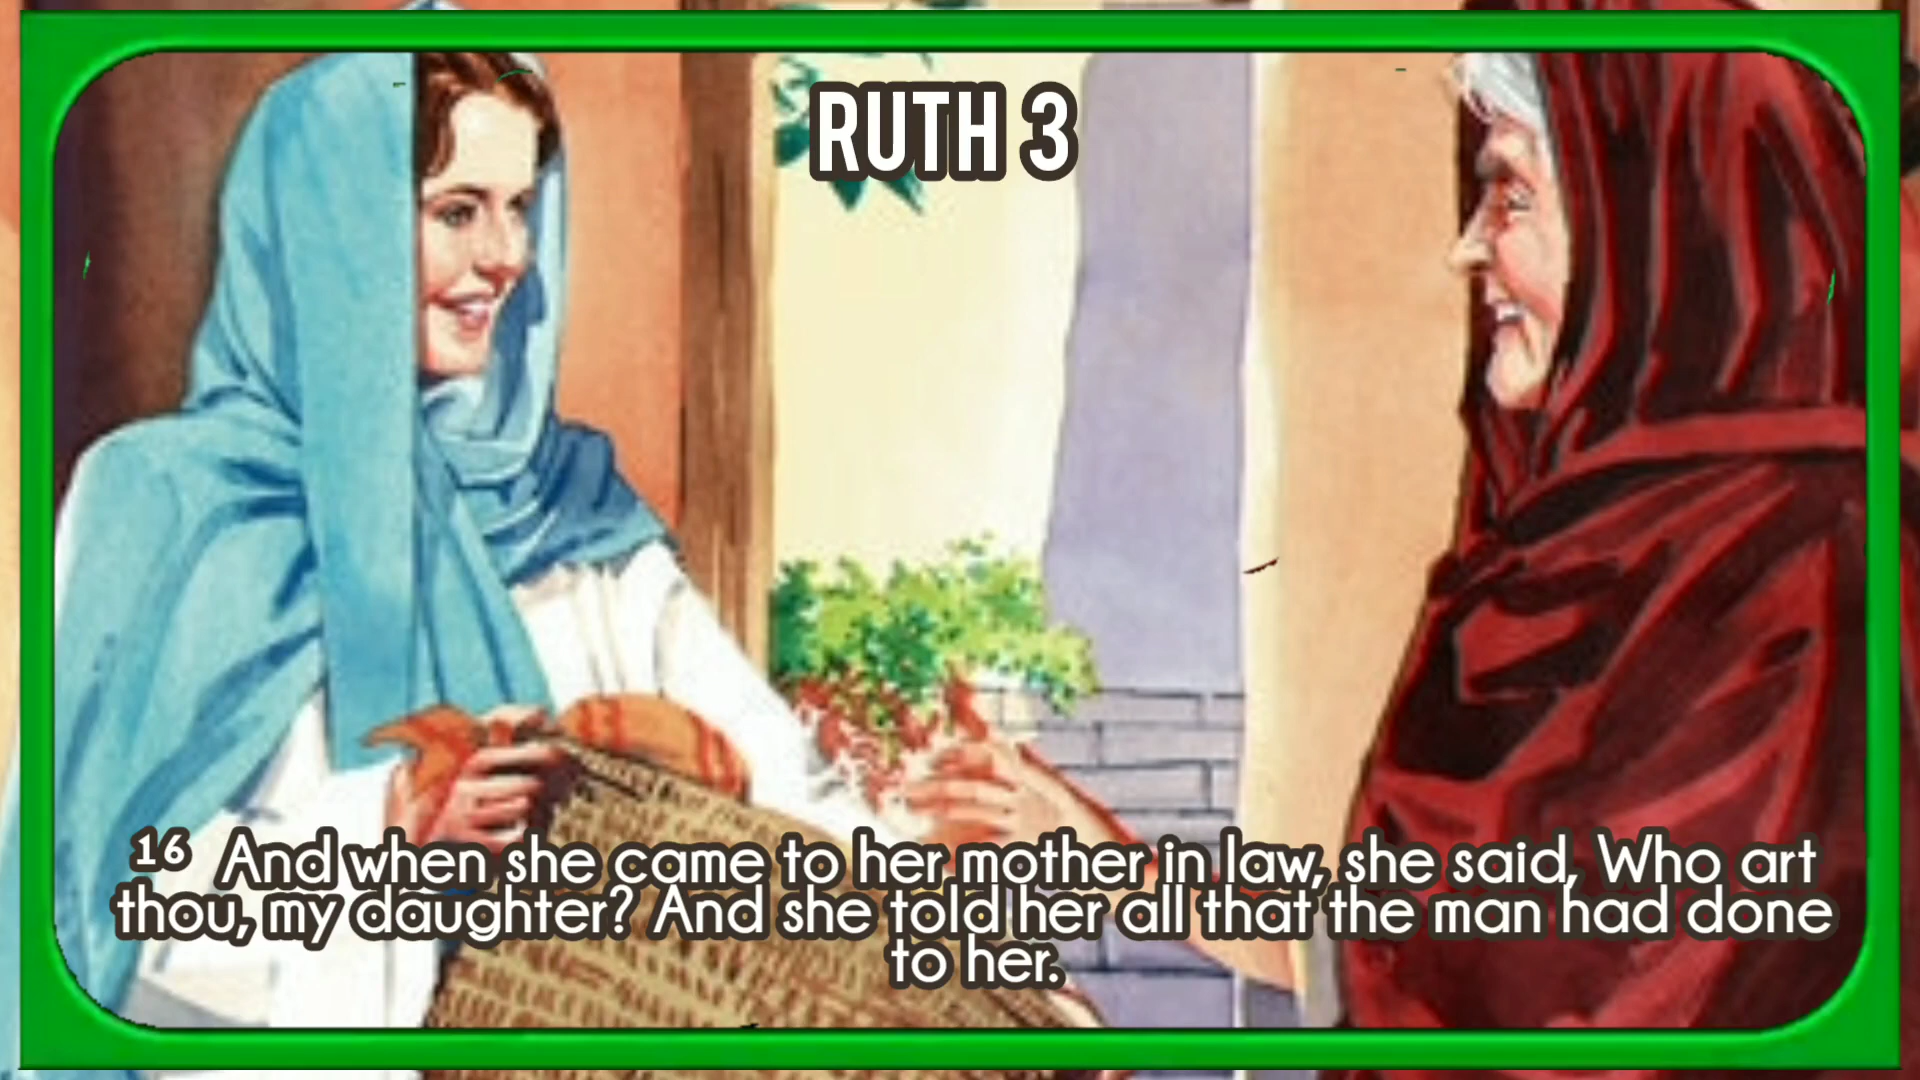 RUTH 3
16 And when she came to her mother in law, she said, Who art
thou, my daughter? And she told her all that the man had done
to her.